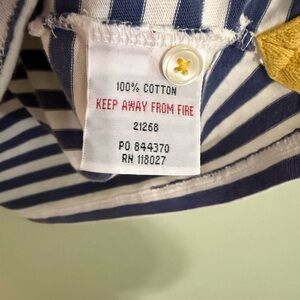 100% COTTON
KEEP AWAY FROM FIRE
21268
PO 844370
RN 118027